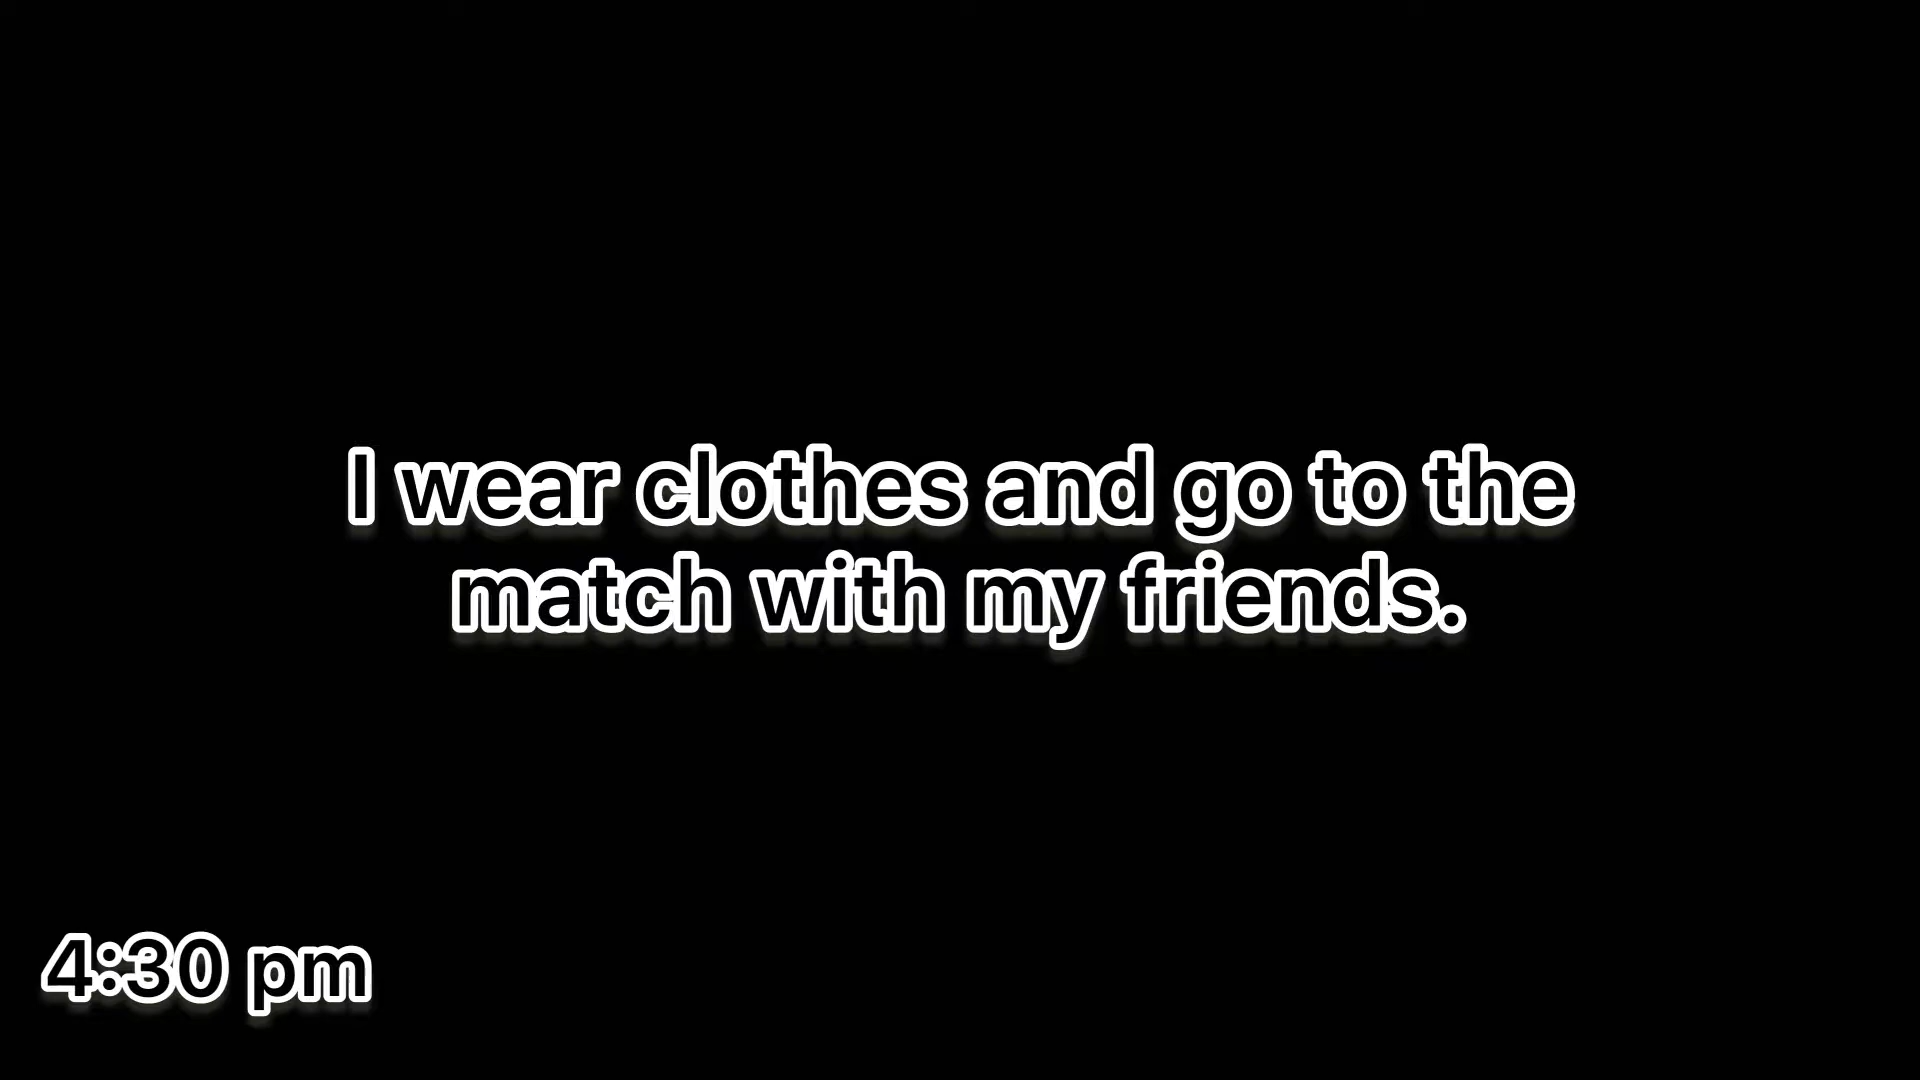 I wear clothes and go to the
match with my friends.
4:30 pm